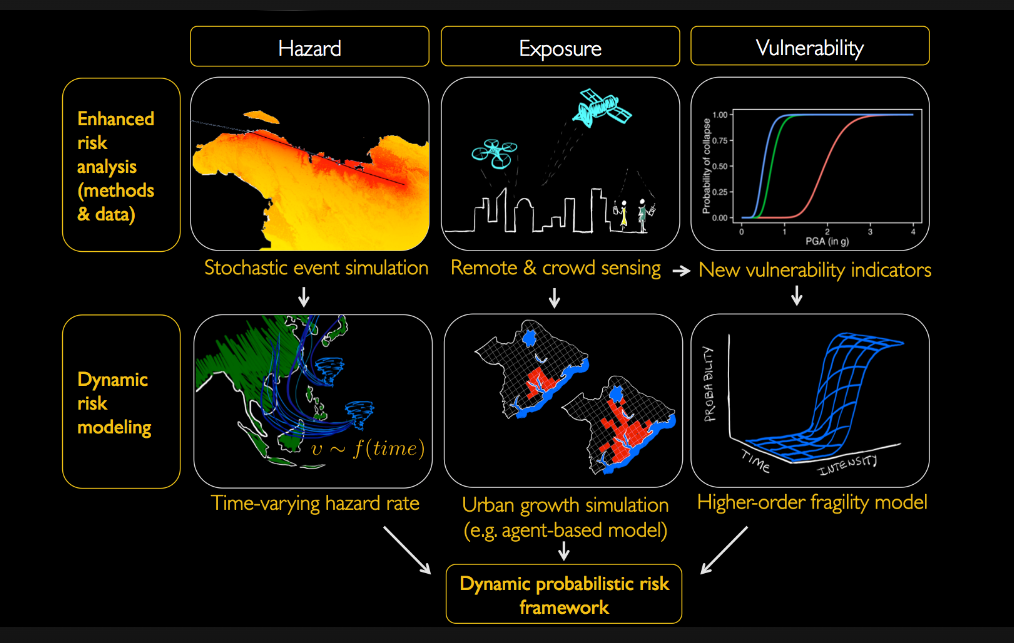 Hazard
Exposure
Vulnerability
Enhanced
risk
analysis
(methods
& data)
Probability of collapse
1.00
0.75
0.50
0.25
0.00
0
1
2
3
4
PGA (in g)
Stochastic event simulation
Remote & crowd sensing
New vulnerability indicators
Dynamic
risk
modeling
v ~ f(time)
PROBABILITY
TIME
INTENSITY
Time-varying hazard rate
Urban growth simulation
(e.g. agent-based model)
Higher-order fragility model
Dynamic probabilistic risk
framework